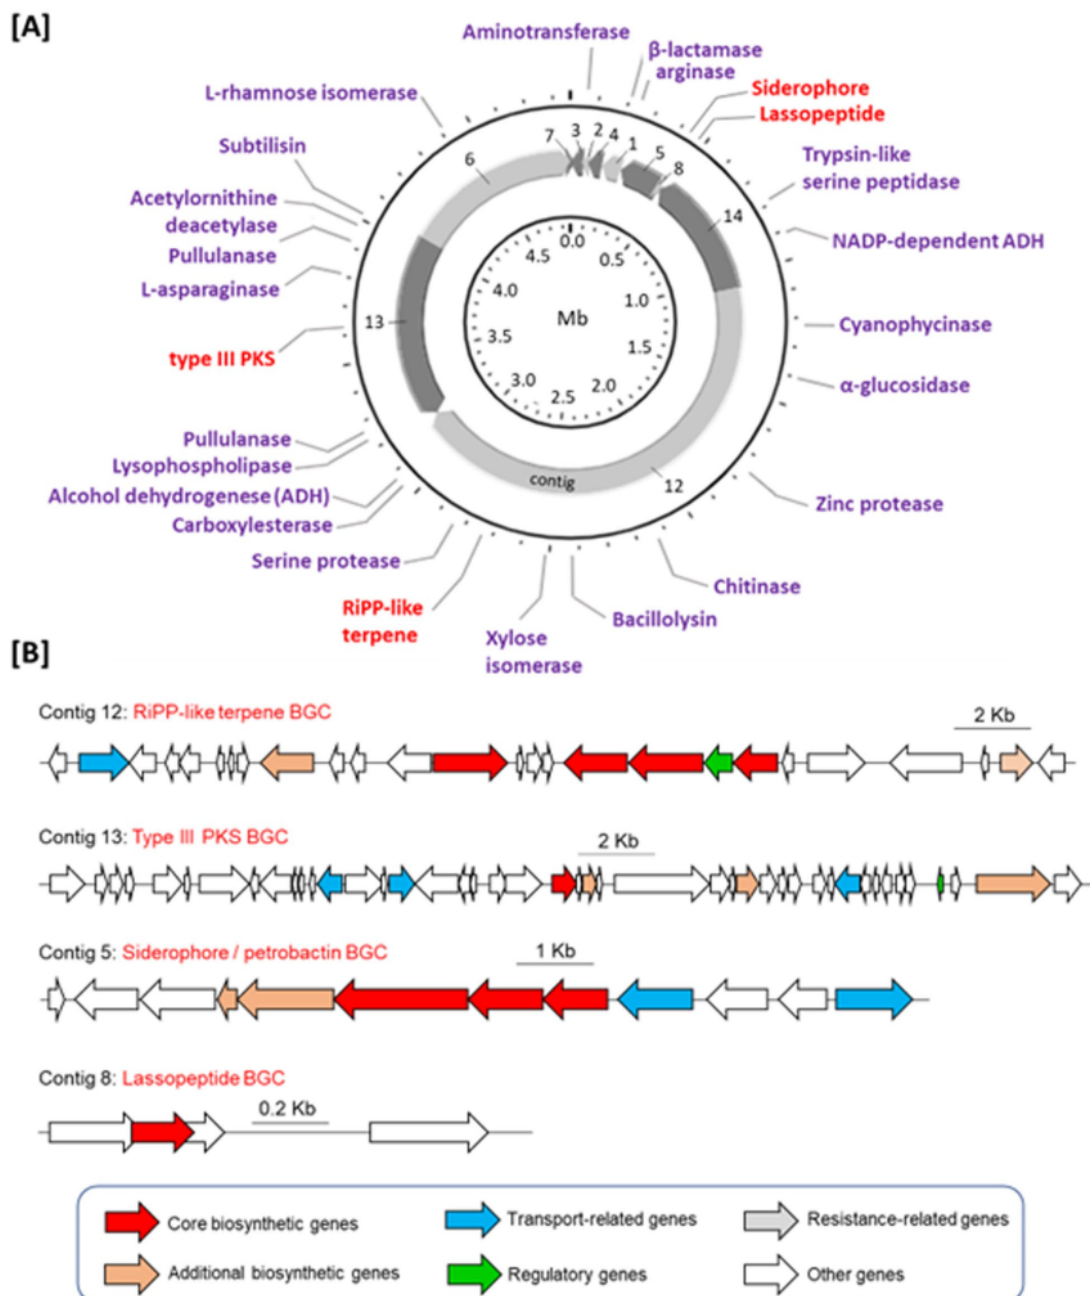 [A]
Aminotransferase
β-lactamase
arginase
Siderophore
Lassopeptide
L-rhamnose isomerase
Subtilisin
Trypsin-like
serine peptidase
Acetylornithine
deacetylase
NADP-dependent ADH
Pullulanase
L-asparaginase
Cyanophycinase
type III PKS
α-glucosidase
Pullulanase
Lysophospholipase
Alcohol dehydrogenese (ADH)
Carboxylesterase
Zinc protease
Serine protease
Chitinase
RiPP-like
terpene
Bacillolysin
Xylose
isomerase
7 3 2 4 1 5 8
6
14
13
12
contig
0.0
0.5
1.0
1.5
2.0
2.5
3.0
3.5
4.0
4.5
Mb
[B]
Contig 12: RiPP-like terpene BGC
2 Kb
Contig 13: Type III PKS BGC
2 Kb
Contig 5: Siderophore / petrobactin BGC
1 Kb
Contig 8: Lassopeptide BGC
0.2 Kb
Core biosynthetic genes
Transport-related genes
Resistance-related genes
Additional biosynthetic genes
Regulatory genes
Other genes